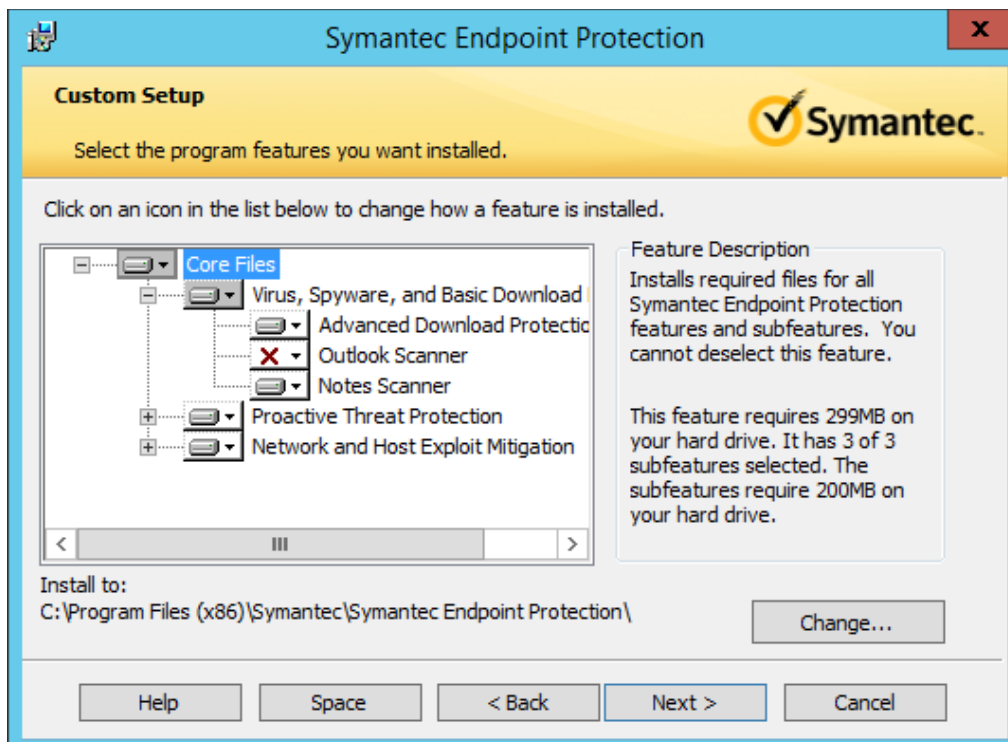 Symantec Endpoint Protection
x
Custom Setup
Select the program features you want installed.
Symantec.
Click on an icon in the list below to change how a feature is installed.
Core Files
Virus, Spyware, and Basic Download
Advanced Download Protectio
Outlook Scanner
Notes Scanner
Proactive Threat Protection
Network and Host Exploit Mitigation
Feature Description
Installs required files for all
Symantec Endpoint Protection
features and subfeatures. You
cannot deselect this feature.
This feature requires 299MB on
your hard drive. It has 3 of 3
subfeatures selected. The
subfeatures require 200MB on
your hard drive.
Install to:
C:\Program Files (x86)\Symantec\Symantec Endpoint Protection\
Change...
Help
Space
< Back
Next >
Cancel